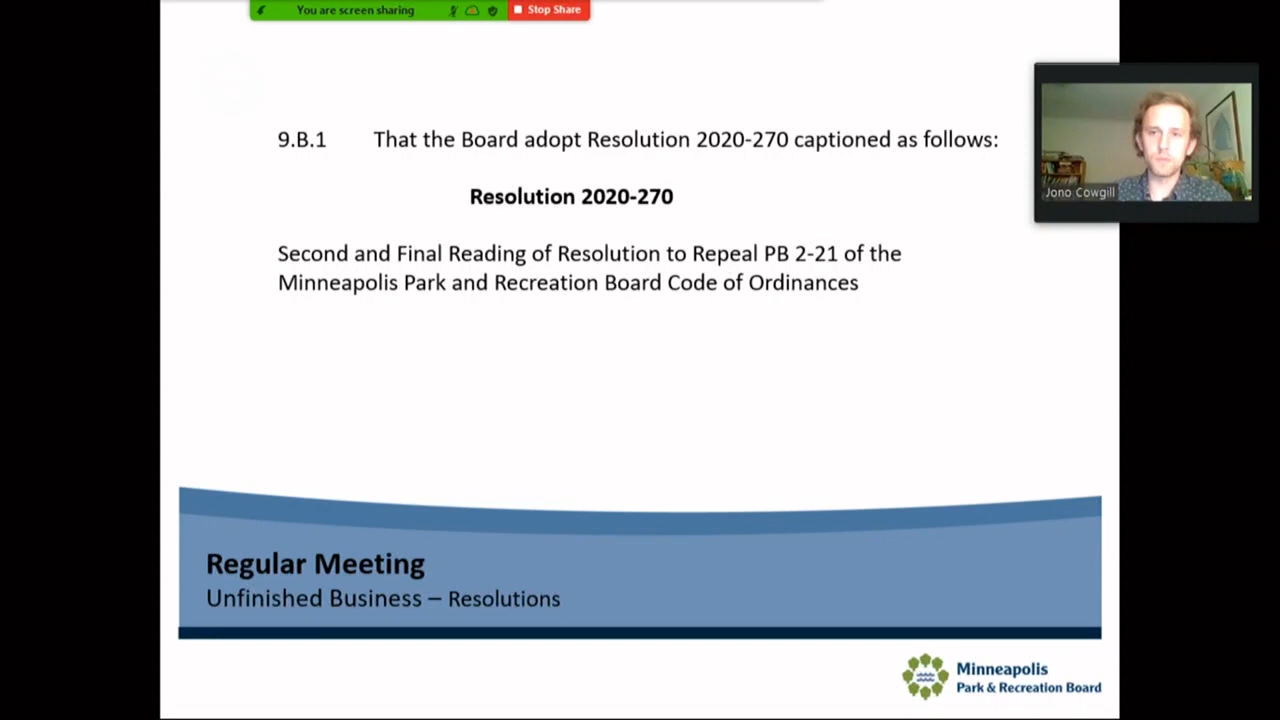 You are screen sharing
Stop Share
9.B.1 That the Board adopt Resolution 2020-270 captioned as follows:
Jono Cowgill
Resolution 2020-270
Second and Final Reading of Resolution to Repeal PB 2-21 of the
Minneapolis Park and Recreation Board Code of Ordinances
Regular Meeting
Unfinished Business – Resolutions
Minneapolis
Park & Recreation Board